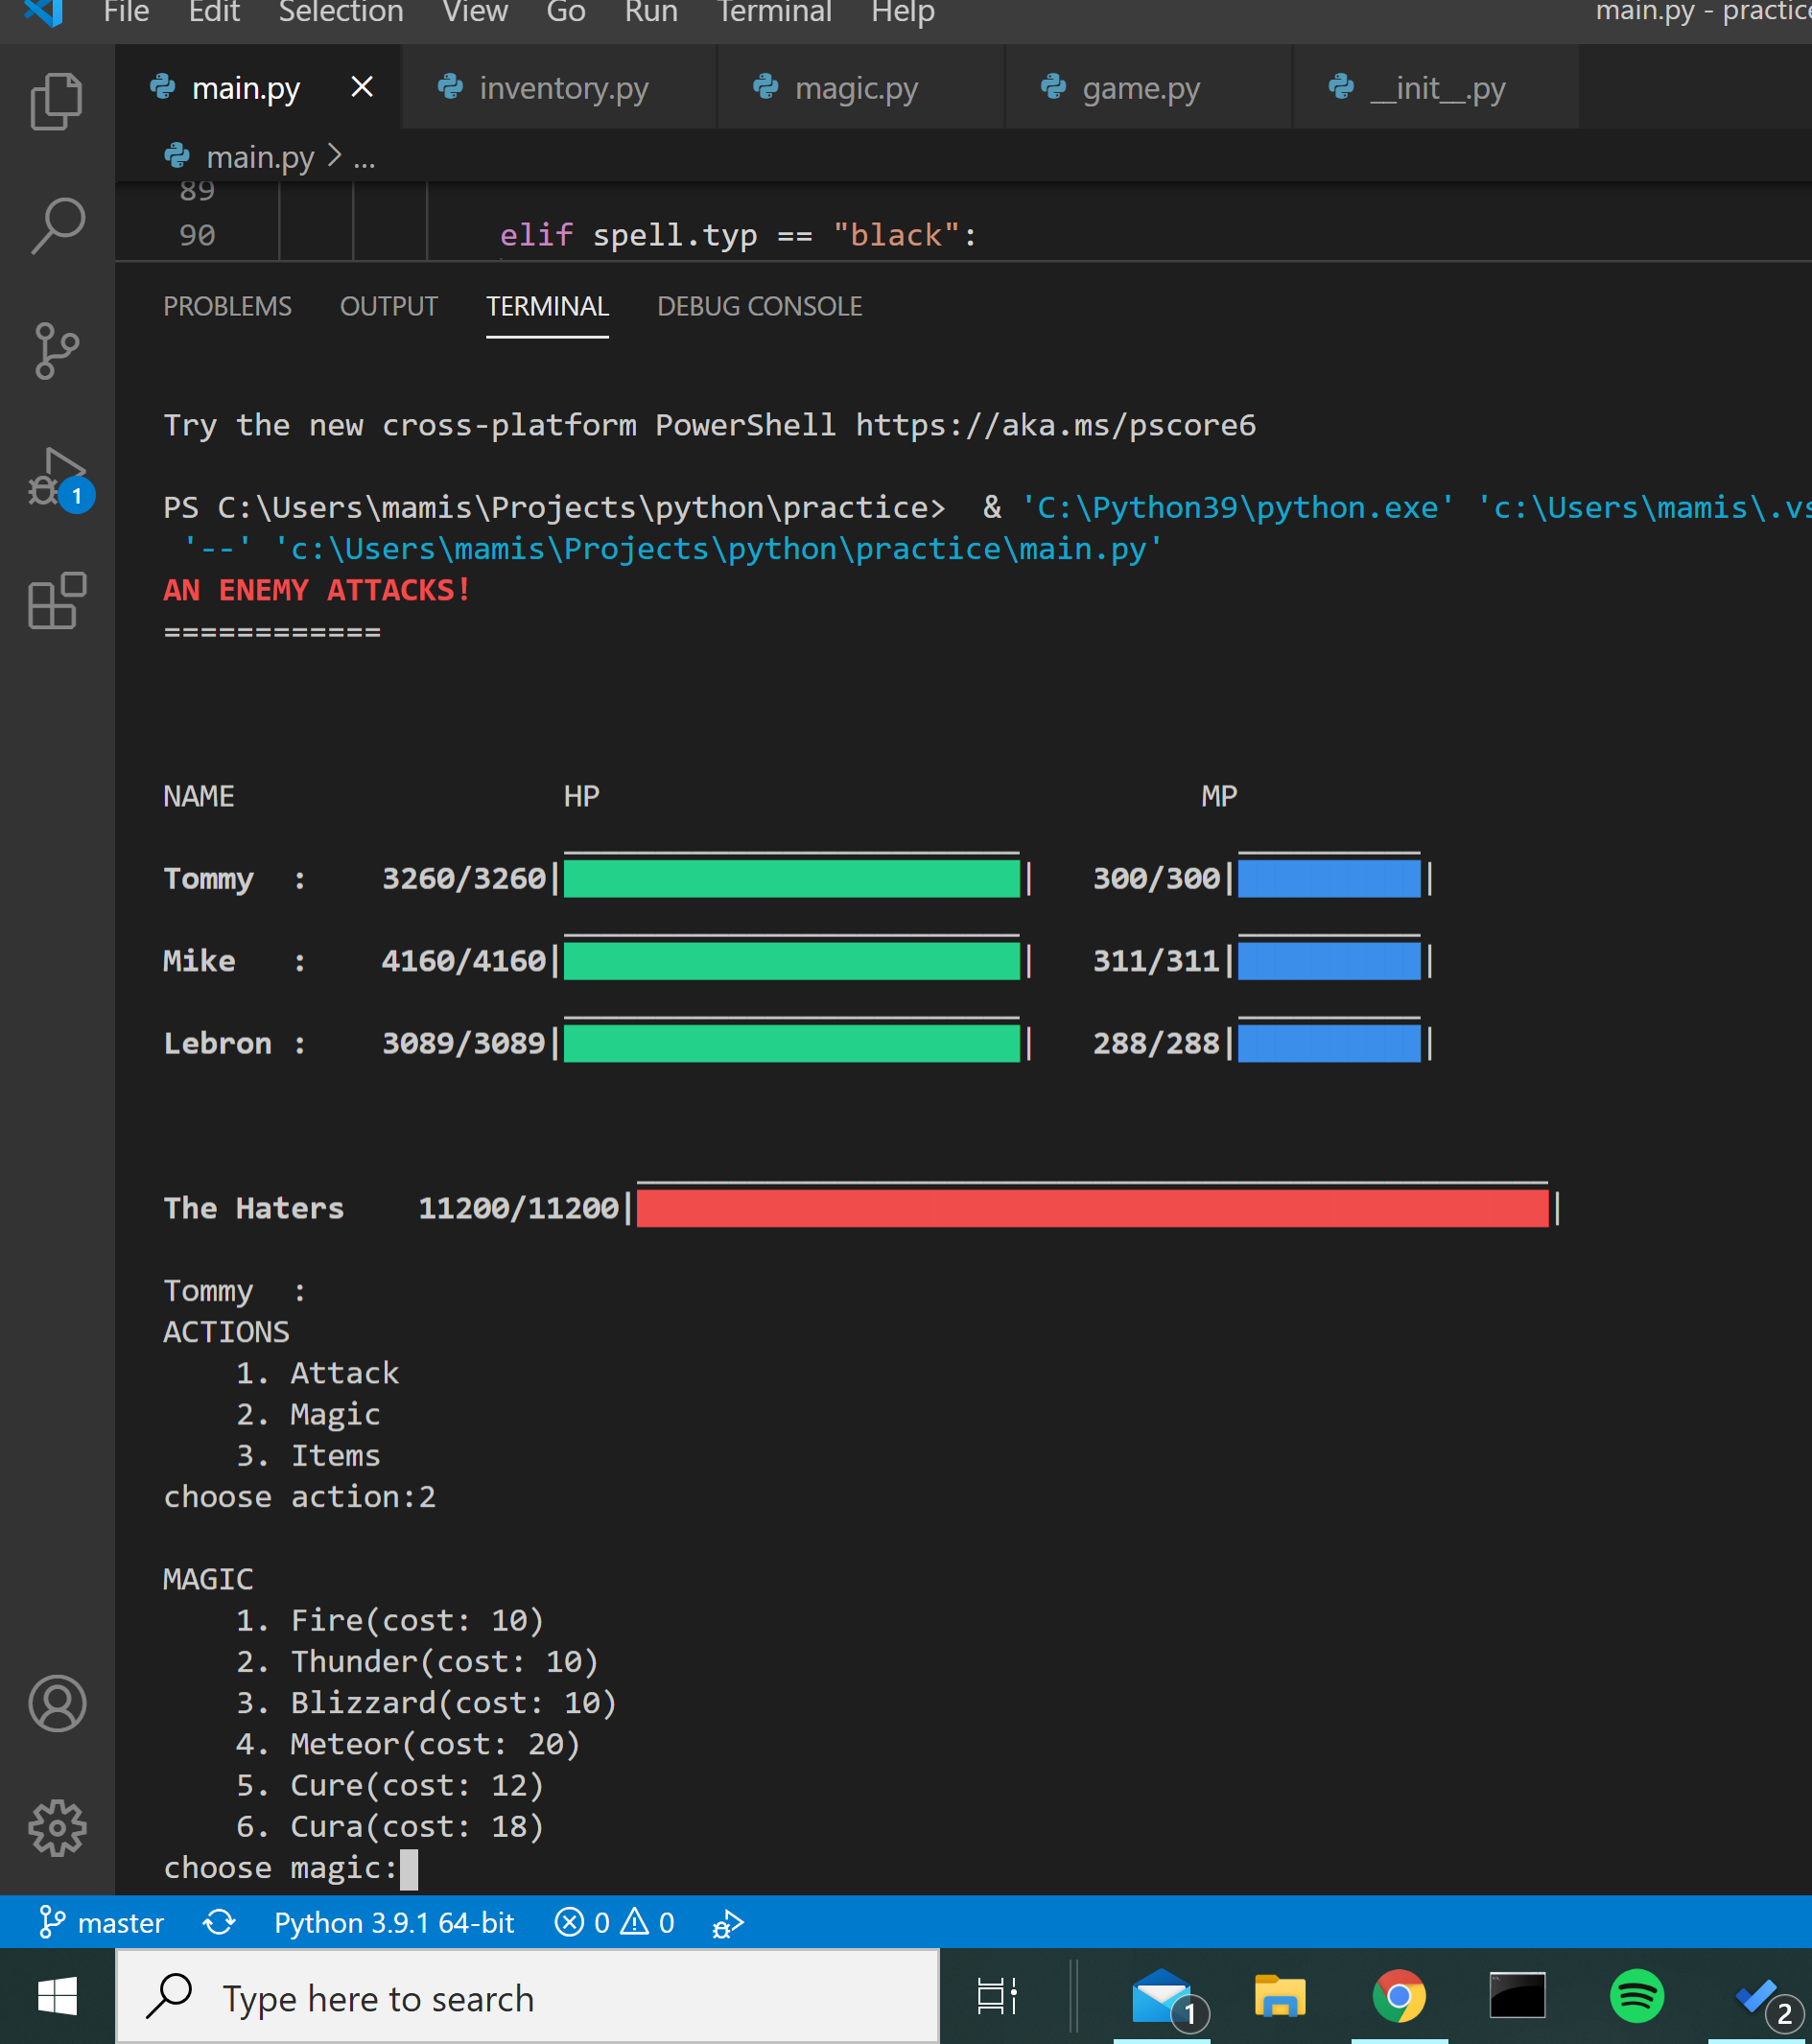 File Edit Selection View Go Run Terminal Help main.py - practice
main.py inventory.py magic.py game.py __init__.py
main.py > ...
89
90 elif spell.typ == "black":
PROBLEMS OUTPUT TERMINAL DEBUG CONSOLE
Try the new cross-platform PowerShell https://aka.ms/pscore6
PS C:\Users\mamis\Projects\python\practice>  & 'C:\Python39\python.exe' 'c:\Users\mamis\.vs
'--' 'c:\Users\mamis\Projects\python\practice\main.py'
AN ENEMY ATTACKS!
============
NAME HP MP
Tommy  :    3260/3260| | 300/300| |
Mike   :    4160/4160| | 311/311| |
Lebron :    3089/3089| | 288/288| |
The Haters    11200/11200| |
Tommy  :
ACTIONS
1. Attack
2. Magic
3. Items
choose action:2
MAGIC
1. Fire(cost: 10)
2. Thunder(cost: 10)
3. Blizzard(cost: 10)
4. Meteor(cost: 20)
5. Cure(cost: 12)
6. Cura(cost: 18)
choose magic:
1
master Python 3.9.1 64-bit 0 0
Type here to search 1 2